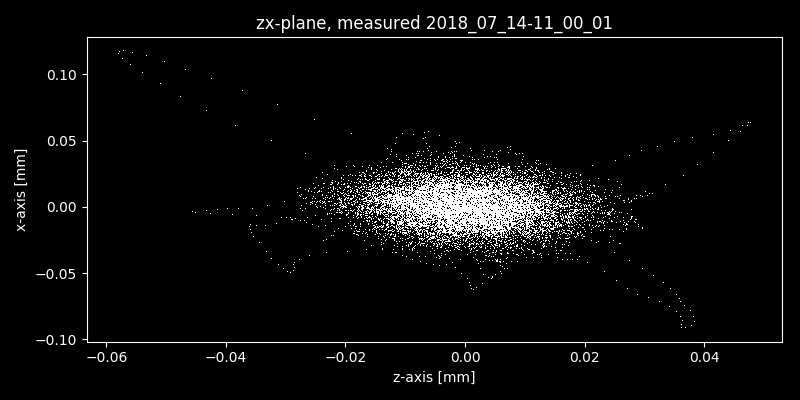 zx-plane, measured 2018_07_14-11_00_01
0.10
0.05
0.00
−0.05
−0.10
x-axis [mm]
−0.06 −0.04 −0.02 0.00 0.02 0.04
z-axis [mm]